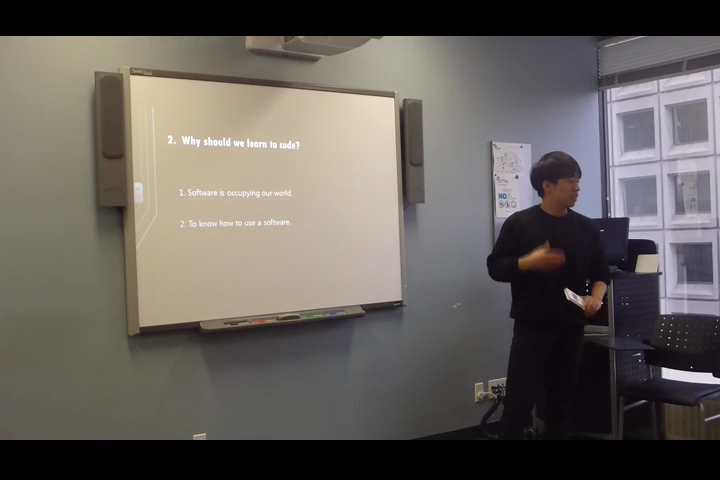 2. Why should we learn to code?
1. Software is occupying our world.
2. To know how to use a software.
NO